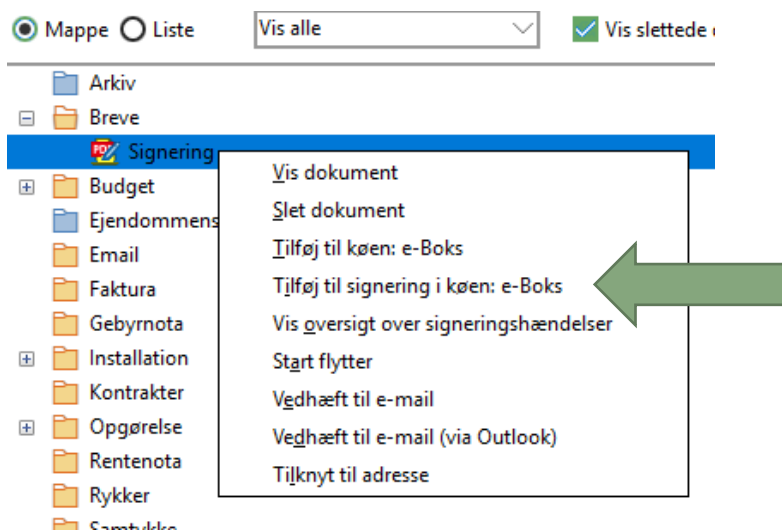 Mappe Liste Vis alle Vis slettede
Arkiv
Breve
Signering
Budget
Ejendommens
Email
Faktura
Gebyrnota
Installation
Kontrakter
Opgørelse
Rentenota
Rykker
Samtykke
Vis dokument
Slet dokument
Tilføj til køen: e-Boks
Tilføj til signering i køen: e-Boks
Vis oversigt over signeringshændelser
Start flytter
Vedhæft til e-mail
Vedhæft til e-mail (via Outlook)
Tilknyt til adresse